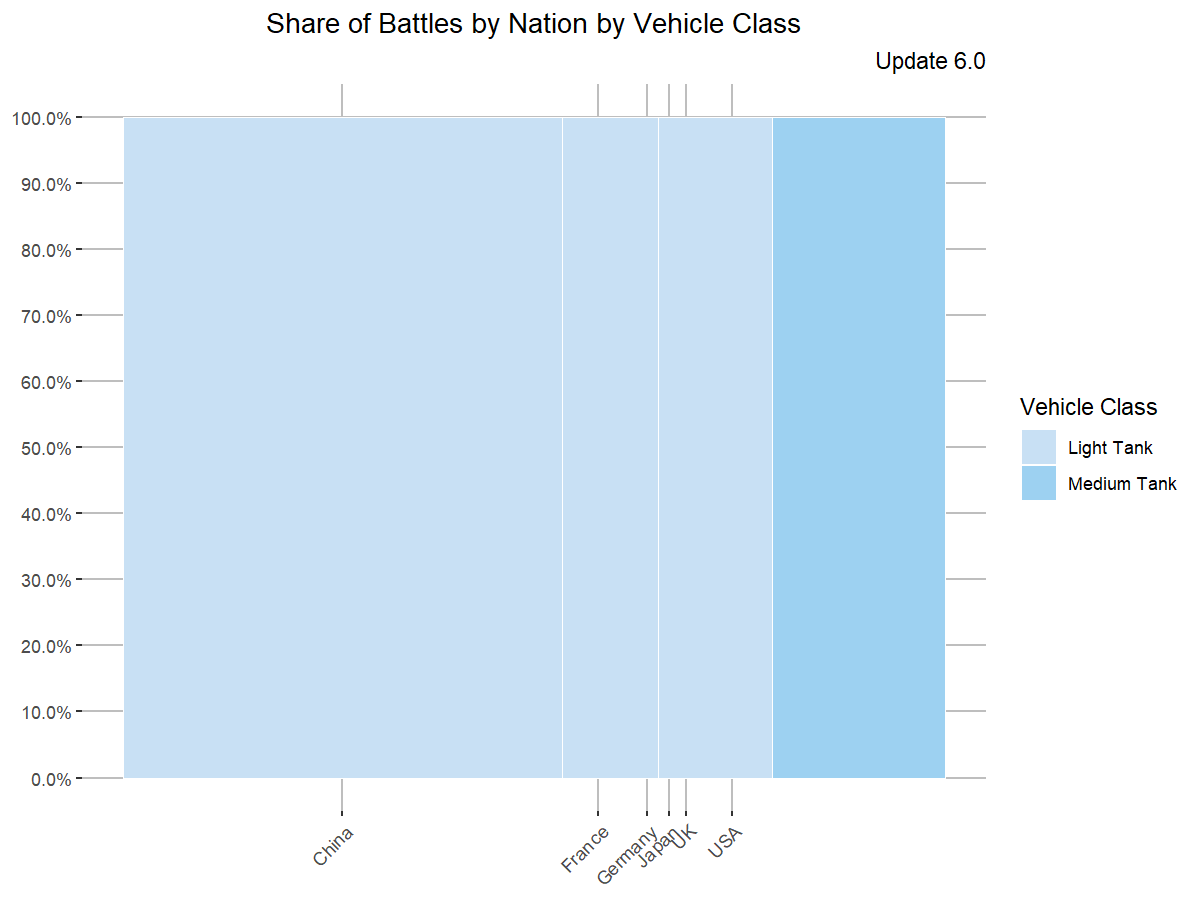 Share of Battles by Nation by Vehicle Class
Update 6.0
100.0%
90.0%
80.0%
70.0%
60.0%
50.0%
40.0%
30.0%
20.0%
10.0%
0.0%
China
France
Germany
Japan
UK
USA
Vehicle Class
Light Tank
Medium Tank